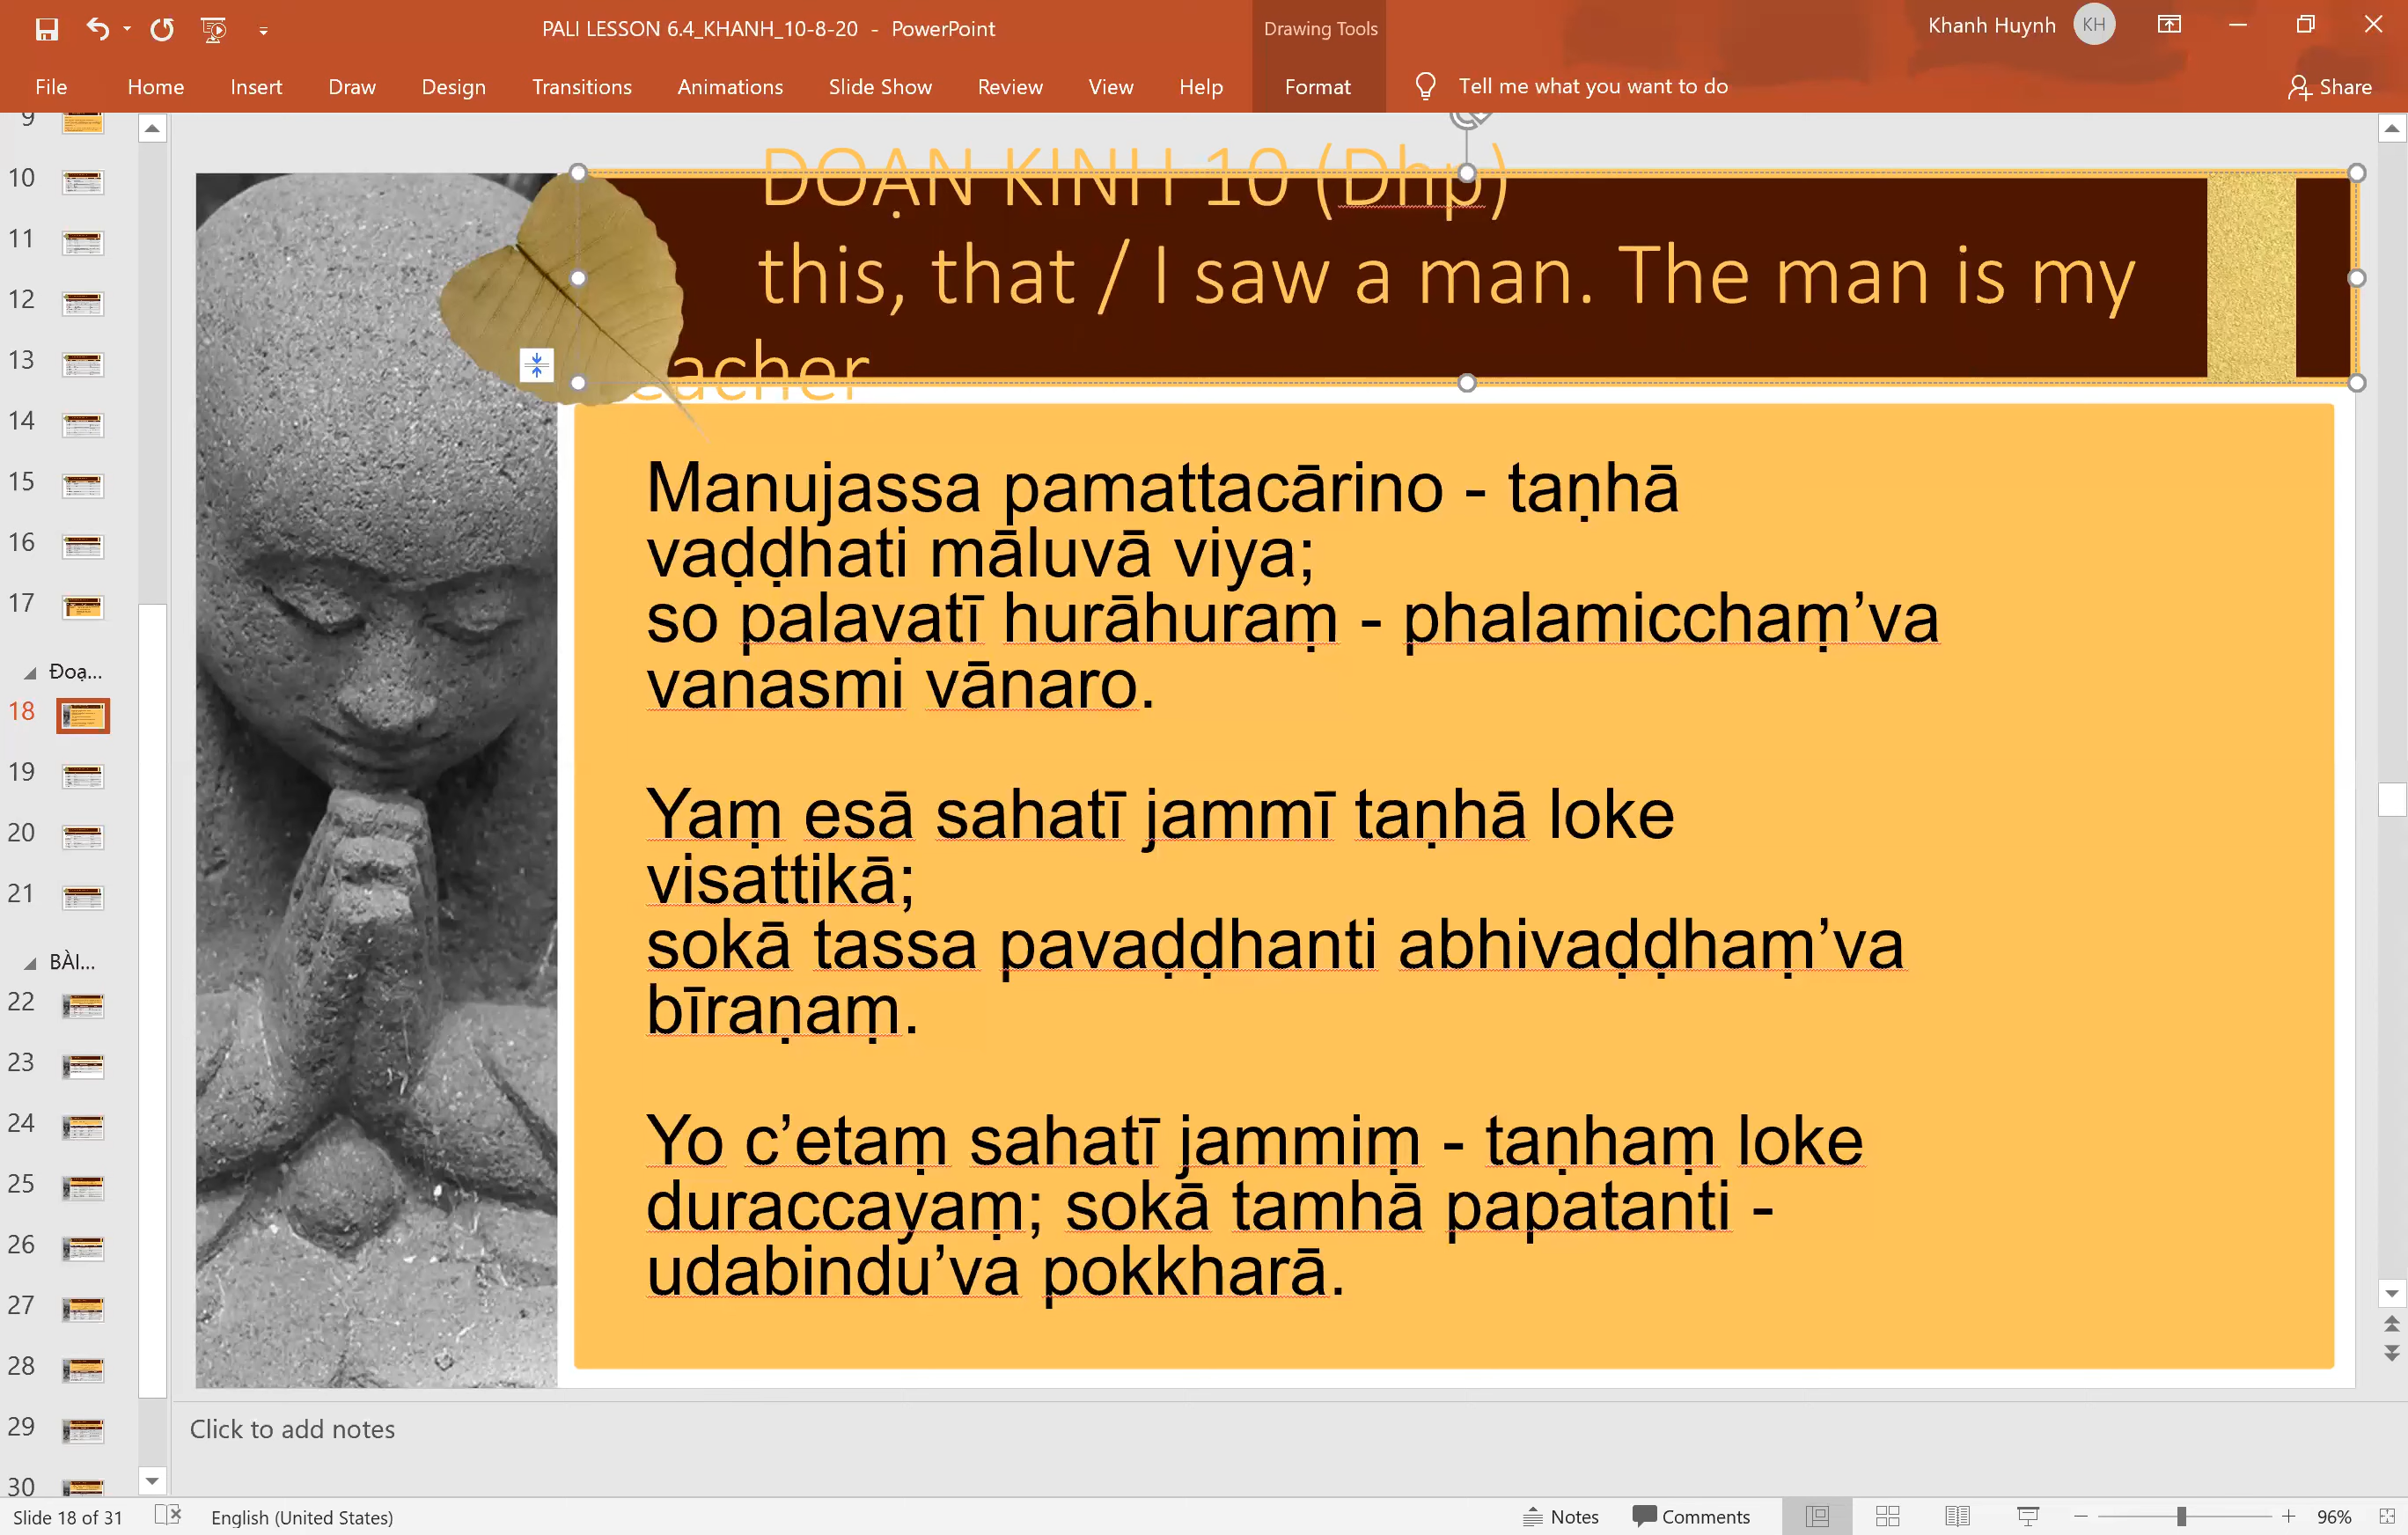 PALI LESSON 6.4_KHANH_10-8-20 - PowerPoint
Drawing Tools
Khanh Huynh KH
File Home Insert Draw Design Transitions Animations Slide Show Review View Help Format Tell me what you want to do Share
9
10
11
12
13
14
15
16
17
Đoạ...
18
19
20
21
BÀI...
22
23
24
25
26
27
28
29
30
ĐOẠN KINH 10 (Dhp)
this, that / I saw a man. The man is my
eacher
Manujassa pamattacārino - taṇhā
vaḍḍhati māluvā viya;
so palavatī hurāhuraṃ - phalamicchaṃ’va
vanasmi vānaro.
Yaṃ esā sahatī jammī taṇhā loke
visattikā;
sokā tassa pavaḍḍhanti abhivaḍḍhaṃ’va
bīraṇaṃ.
Yo c’etaṃ sahatī jammiṃ - taṇhaṃ loke
duraccayaṃ; sokā tamhā papatanti -
udabindu’va pokkharā.
Click to add notes
Slide 18 of 31 English (United States) Notes Comments 96%